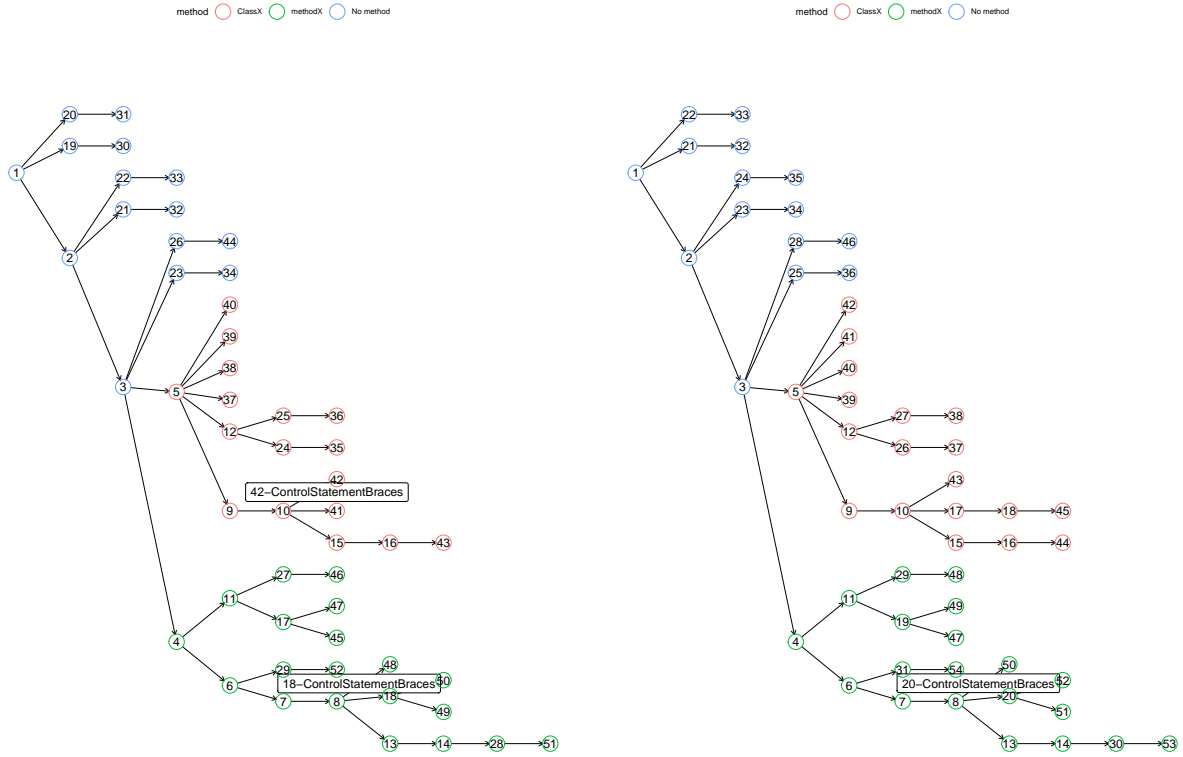 method ClassX methodX No method method ClassX methodX No method
20 31 22 33
19 30 21 32
1 1
22 33 24 35
21 32 23 34
26 44 28 46
2 2
23 34 25 36
40 42
39 41
38 40
3 5 3 5
37 39
25 36 27 38
12 12
24 35 26 37
42 43
42–ControlStatementBraces
9 10 41 9 10 17 18 45
15 16 43 15 16 44
27 46 29 48
11 11
47 49
17 19
45 47
4 4
48 50
29 52 31 54
50 52
18–ControlStatementBraces 20–ControlStatementBraces
6 6
18 20
7 8 7 8
49 51
13 14 28 51 13 14 30 53